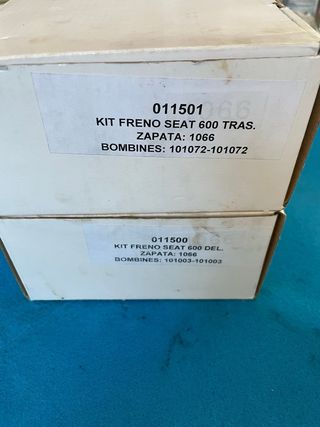 011501
KIT FRENO SEAT 600 TRAS.
ZAPATA: 1066
BOMBINES: 101072-101072
011500
KIT FRENO SEAT 600 DEL.
ZAPATA: 1066
BOMBINES: 101003-101003